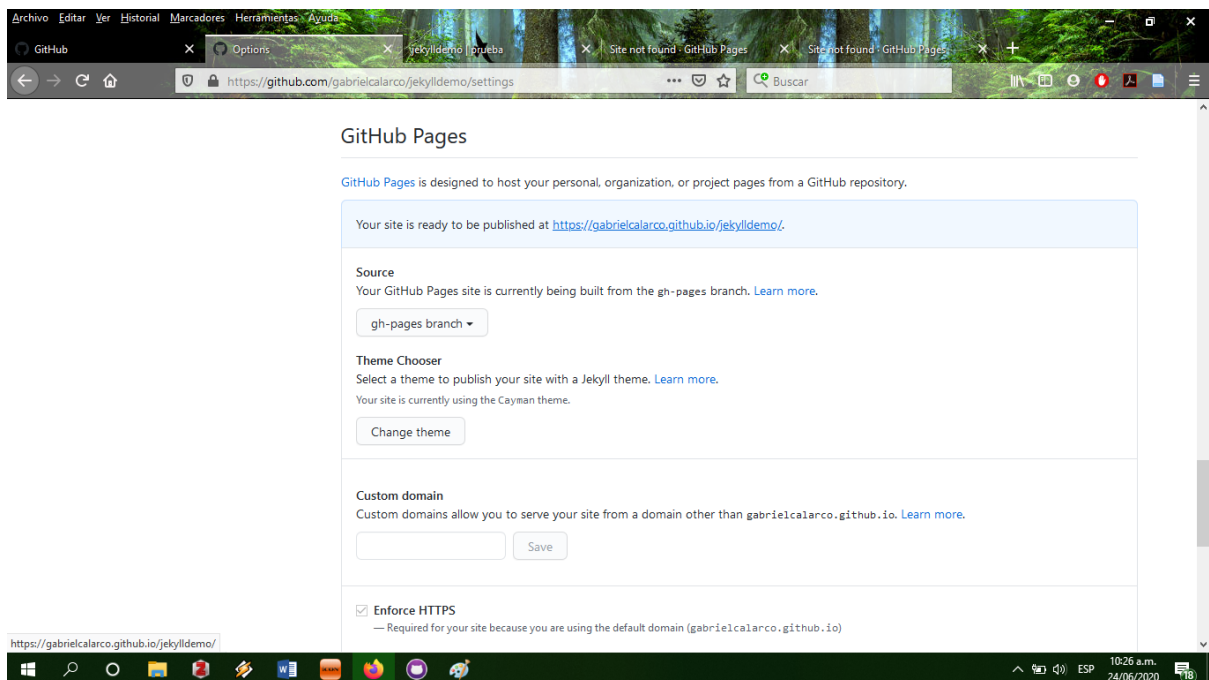 Archivo Editar Ver Historial Marcadores Herramientas Ayuda
GitHub
Options
jekylldemo | prueba
Site not found · GitHub Pages
Site not found · GitHub Pages
https://github.com/gabrielcalarco/jekylldemo/settings
Buscar
GitHub Pages
GitHub Pages is designed to host your personal, organization, or project pages from a GitHub repository.
Your site is ready to be published at https://gabrielcalarco.github.io/jekylldemo/.
Source
Your GitHub Pages site is currently being built from the gh-pages branch. Learn more.
gh-pages branch
Theme Chooser
Select a theme to publish your site with a Jekyll theme. Learn more.
Your site is currently using the Cayman theme.
Change theme
Custom domain
Custom domains allow you to serve your site from a domain other than gabrielcalarco.github.io. Learn more.
Save
Enforce HTTPS
— Required for your site because you are using the default domain (gabrielcalarco.github.io)
https://gabrielcalarco.github.io/jekylldemo/
ESP
10:26 a.m.
24/06/2020
18